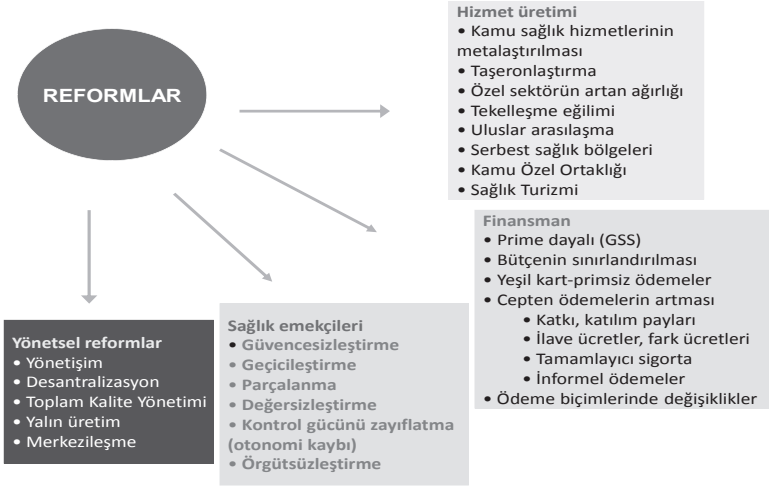 REFORMLAR
Hizmet üretimi
• Kamu sağlık hizmetlerinin
metalaştırılması
• Taşeronlaştırma
• Özel sektörün artan ağırlığı
• Tekelleşme eğilimi
• Uluslar arasılaşma
• Serbest sağlık bölgeleri
• Kamu Özel Ortaklığı
• Sağlık Turizmi
Finansman
• Prime dayalı (GSS)
• Bütçenin sınırlandırılması
• Yeşil kart-primsiz ödemeler
• Cepten ödemelerin artması
• Katkı, katılım payları
• İlave ücretler, fark ücretleri
• Tamamlayıcı sigorta
• İnformel ödemeler
• Ödeme biçimlerinde değişiklikler
Sağlık emekçileri
• Güvencesizleştirme
• Geçicileştirme
• Parçalanma
• Değersizleştirme
• Kontrol gücünü zayıflatma
(otonomi kaybı)
• Örgütsüzleştirme
Yönetsel reformlar
• Yönetişim
• Desantralizasyon
• Toplam Kalite Yönetimi
• Yalın üretim
• Merkezileşme